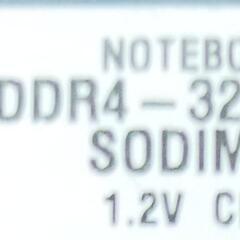 NOTEBO
DDR4-32
SODIM
1.2V C